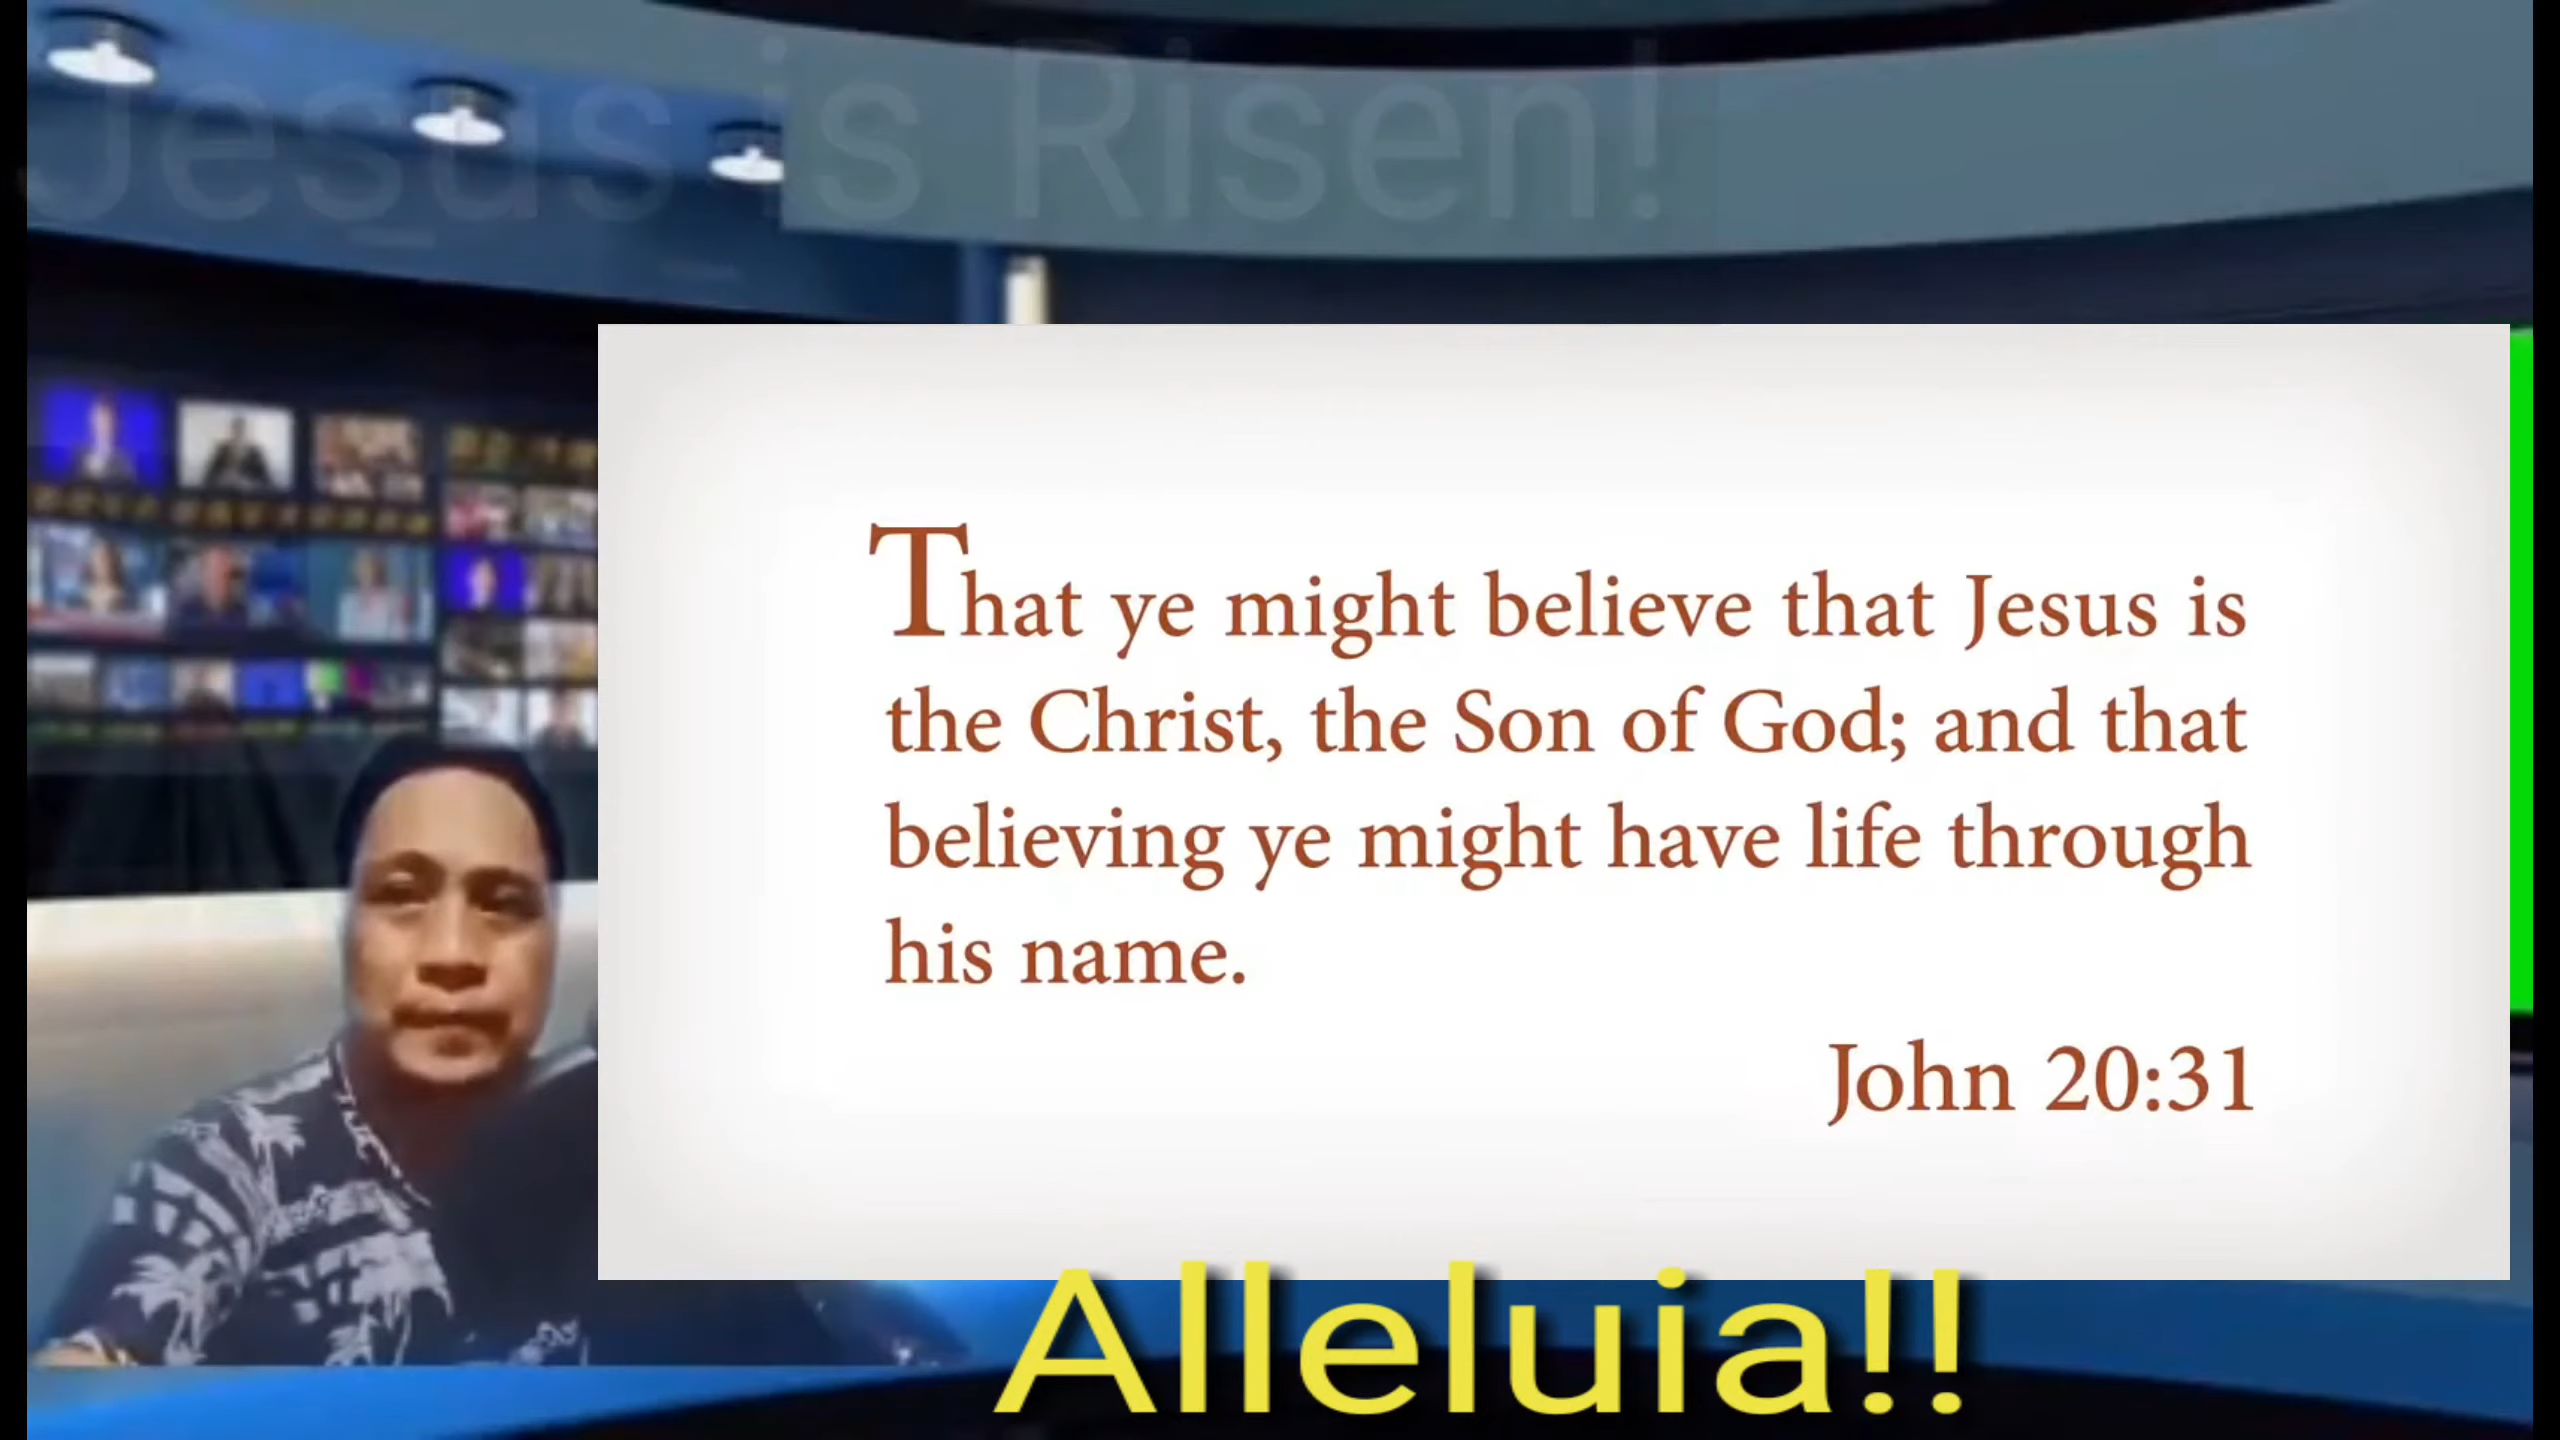 Jesus is Risen!
That ye might believe that Jesus is
the Christ, the Son of God; and that
believing ye might have life through
his name.
John 20:31
Alleluia!!